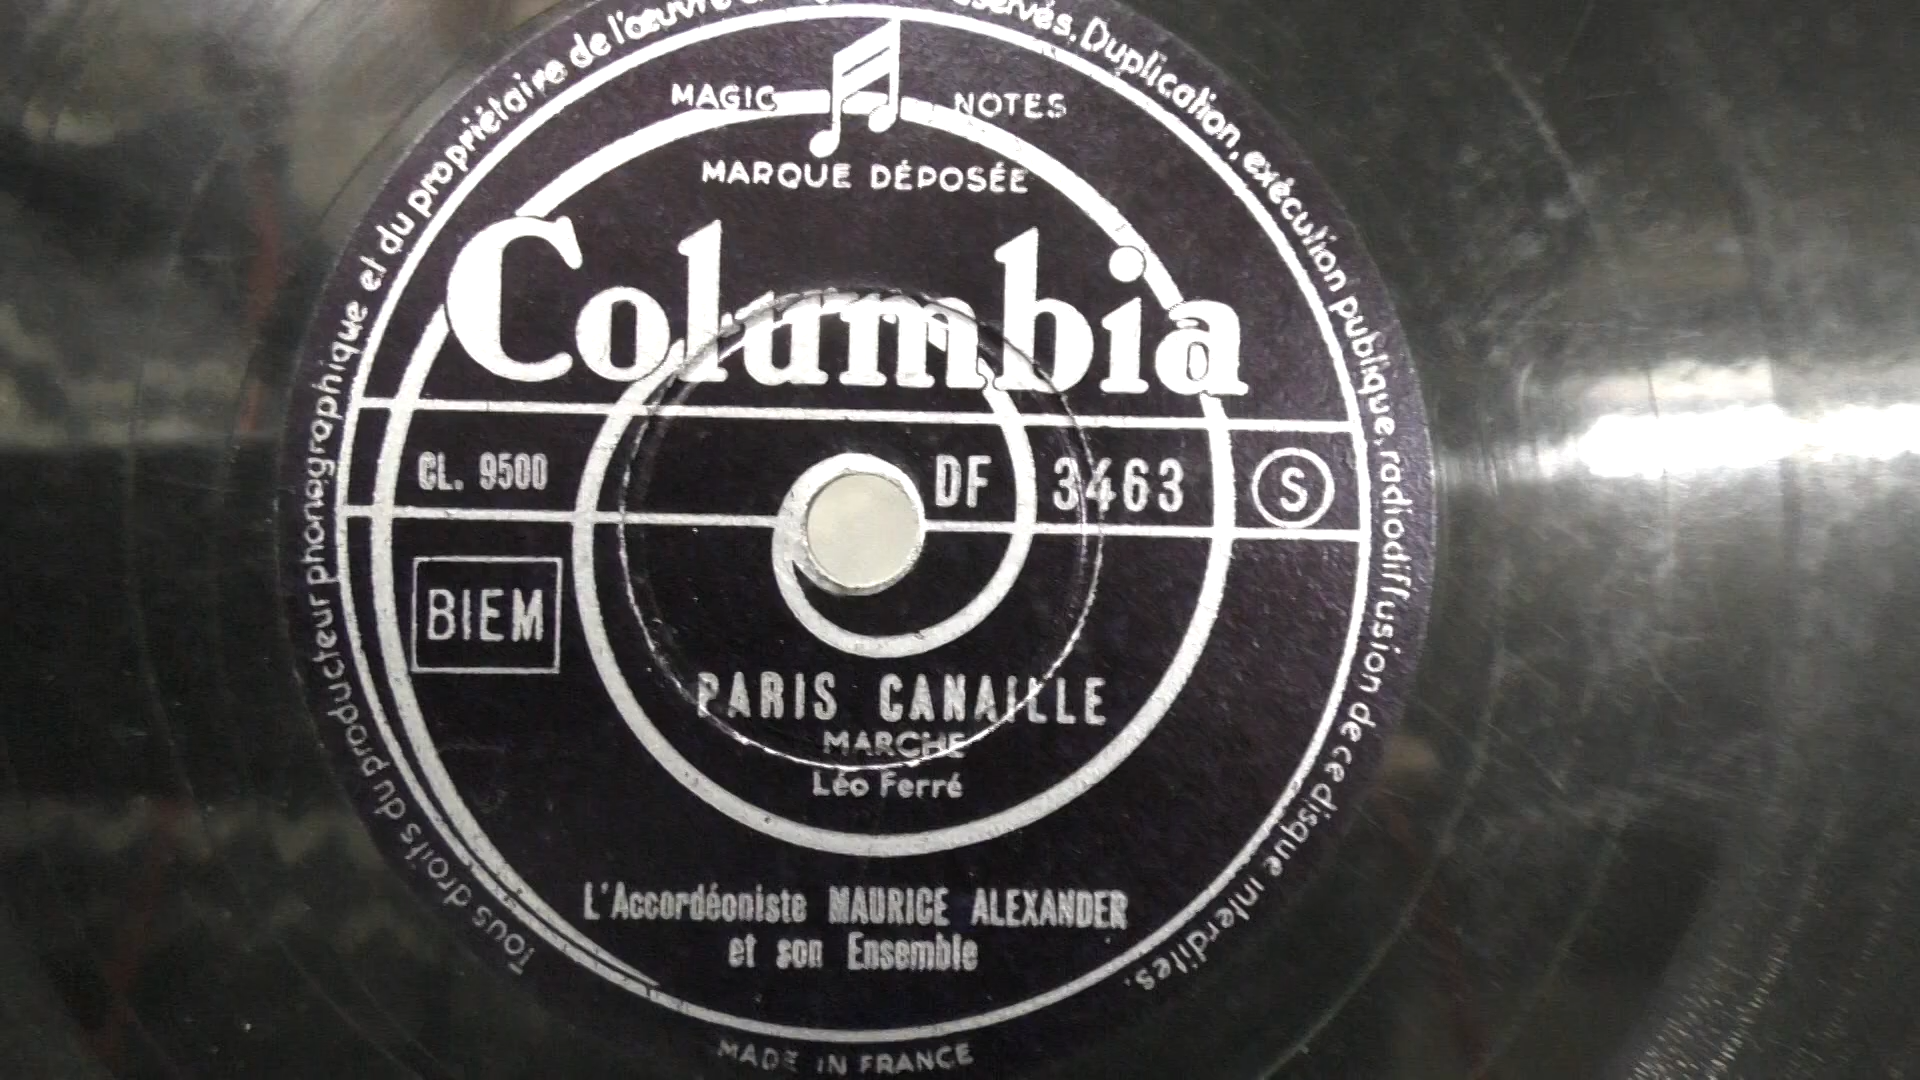 Tous droits du producteur phonographique et du propriétaire de l'œuvre
réservés. Duplication, exécution publique, radiodiffusion de ce disque interdites.
MAGIC NOTES
MARQUE DÉPOSÉE
Columbia
CL. 9500 DF 3463 S
BIEM
PARIS CANAILLE
MARCHE
Léo Ferré
L'Accordéoniste MAURICE ALEXANDER
et son Ensemble
MADE IN FRANCE